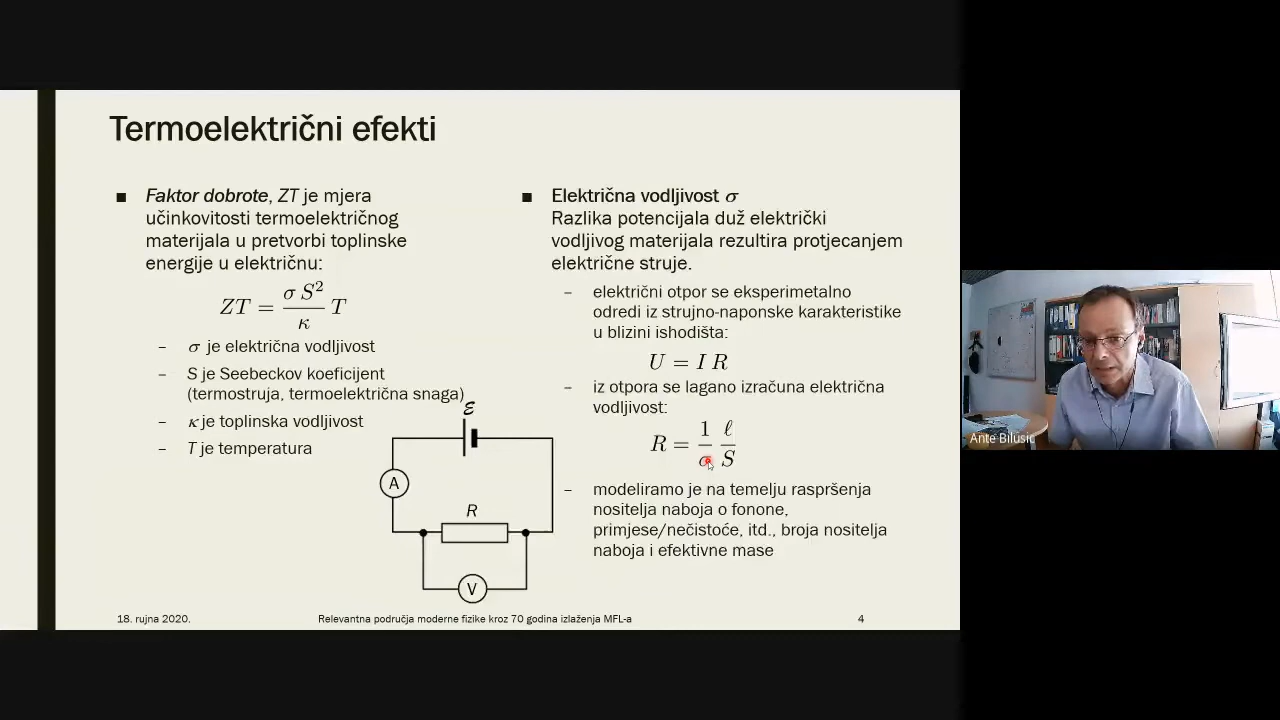 Termoelektrični efekti
■ Faktor dobrote, ZT je mjera
učinkovitosti termoelektričnog
materijala u pretvorbi toplinske
energije u električnu:
ZT = σ S² / κ T
– σ je električna vodljivost
– S je Seebeckov koeficijent
(termostruja, termoelektrična snaga)
– κ je toplinska vodljivost
– T je temperatura
ℰ
A
R
V
■ Električna vodljivost σ
Razlika potencijala duž električki
vodljivog materijala rezultira protjecanjem
električne struje.
– električni otpor se eksperimetalno
odredi iz strujno-naponske karakteristike
u blizini ishodišta:
U = I R
– iz otpora se lagano izračuna električna
vodljivost:
R = 1/σ ℓ/S
– modeliramo je na temelju raspršenja
nositelja naboja o fonone,
primjese/nečistoće, itd., broja nositelja
naboja i efektivne mase
18. rujna 2020.
Relevantna područja moderne fizike kroz 70 godina izlaženja MFL-a
4
Ante Bilušić